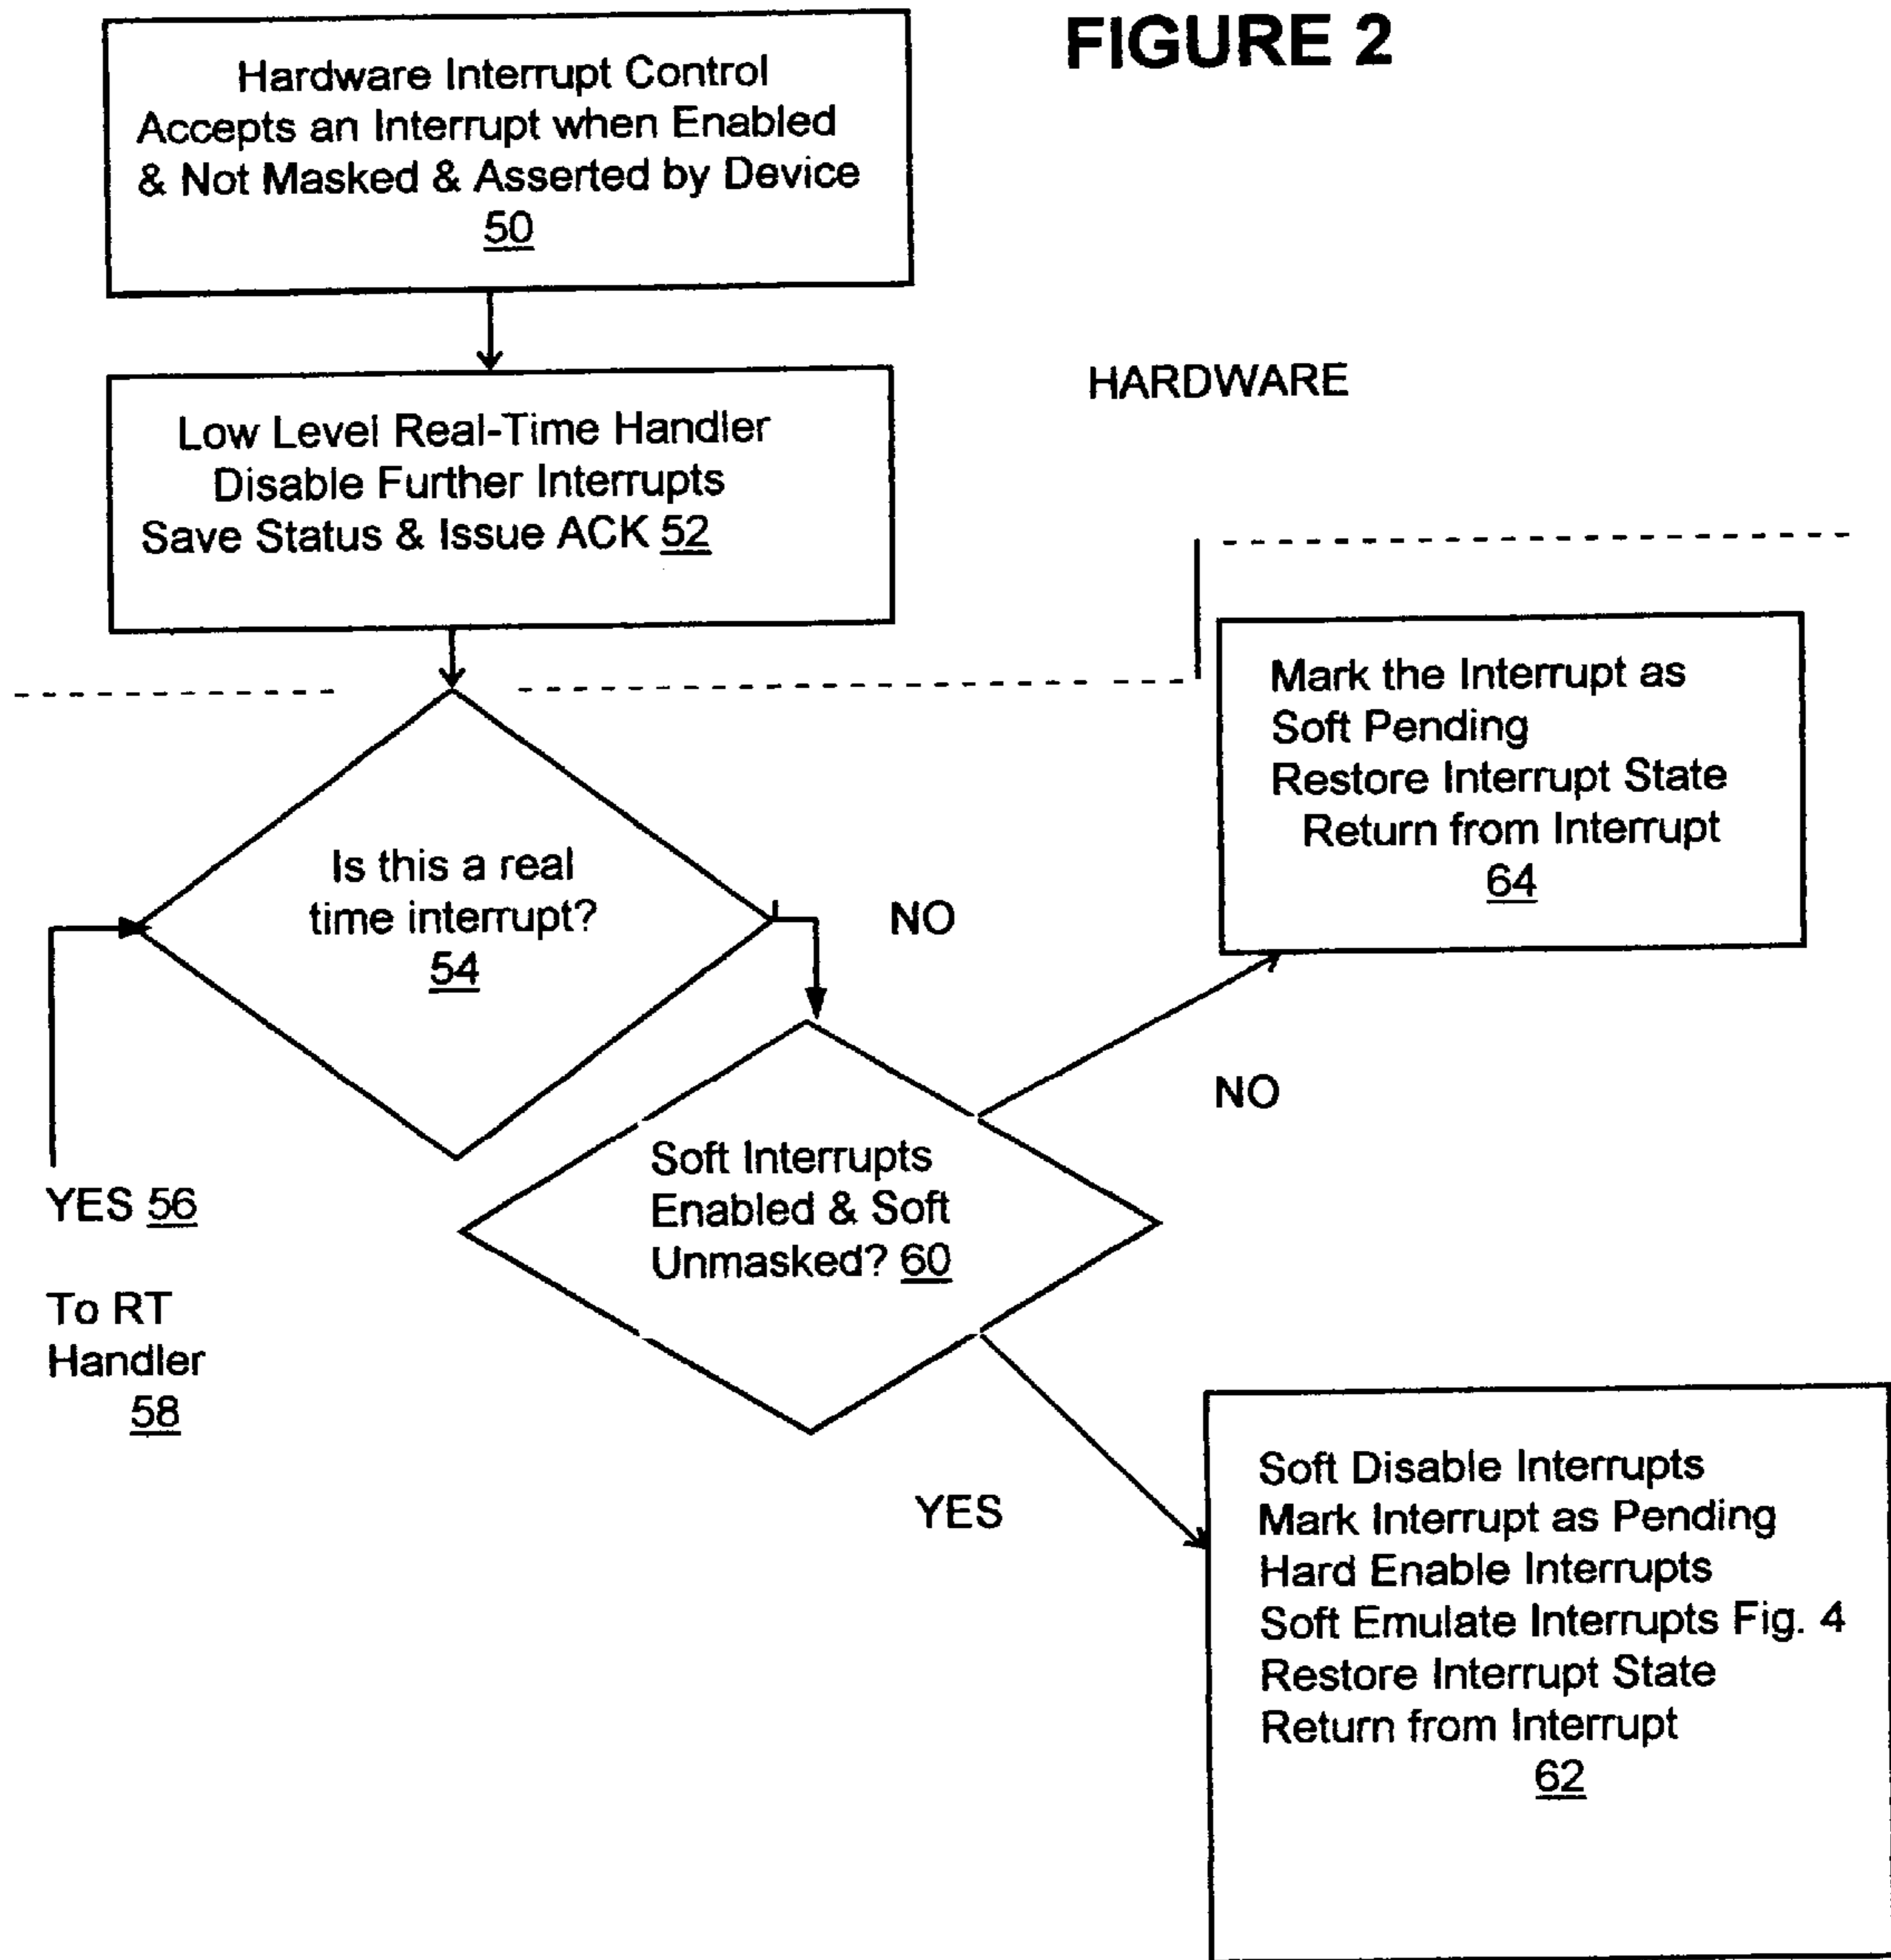 FIGURE 2
Hardware Interrupt Control
Accepts an Interrupt when Enabled
& Not Masked & Asserted by Device
50
Low Level Real-Time Handler
Disable Further Interrupts
Save Status & Issue ACK 52
HARDWARE
Mark the Interrupt as
Soft Pending
Restore Interrupt State
Return from Interrupt
64
Is this a real
time interrupt?
54
NO
YES 56
To RT
Handler
58
Soft Interrupts
Enabled & Soft
Unmasked? 60
NO
YES
Soft Disable Interrupts
Mark Interrupt as Pending
Hard Enable Interrupts
Soft Emulate Interrupts Fig. 4
Restore Interrupt State
Return from Interrupt
62